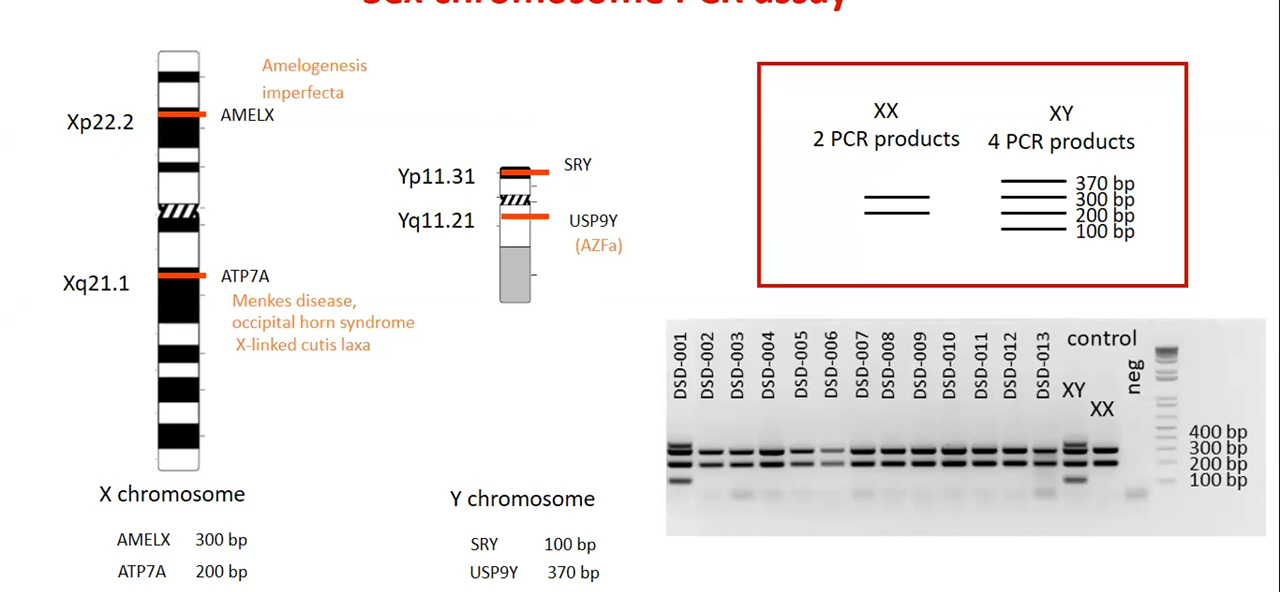 Sex chromosome PCR assay
Amelogenesis
imperfecta
Xp22.2
AMELX
Xq21.1
ATP7A
Menkes disease,
occipital horn syndrome
X-linked cutis laxa
X chromosome
AMELX 300 bp
ATP7A 200 bp
Yp11.31
SRY
Yq11.21
USP9Y
(AZFa)
Y chromosome
SRY 100 bp
USP9Y 370 bp
XX
2 PCR products
XY
4 PCR products
370 bp
300 bp
200 bp
100 bp
DSD-001
DSD-002
DSD-003
DSD-004
DSD-005
DSD-006
DSD-007
DSD-008
DSD-009
DSD-010
DSD-011
DSD-012
DSD-013
control
XY
XX
neg
400 bp
300 bp
200 bp
100 bp